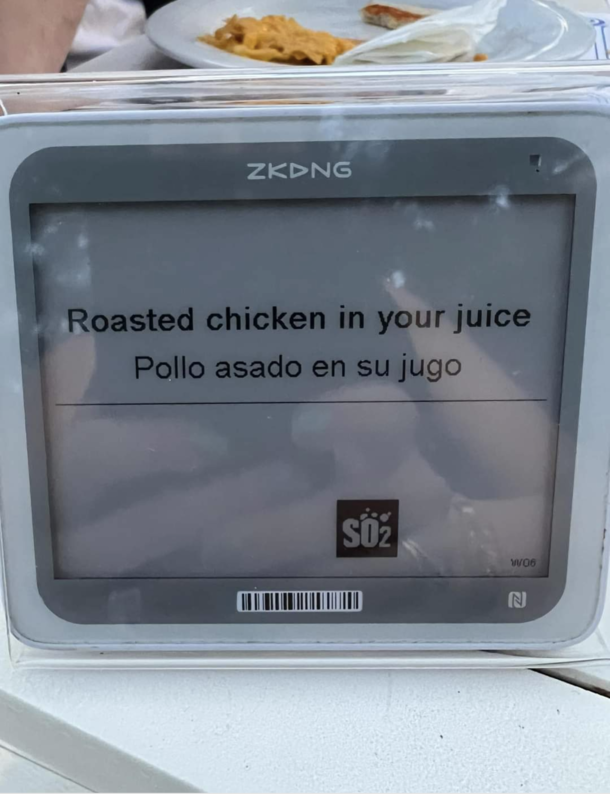 ZKDNG
Roasted chicken in your juice
Pollo asado en su jugo
SO2
W06